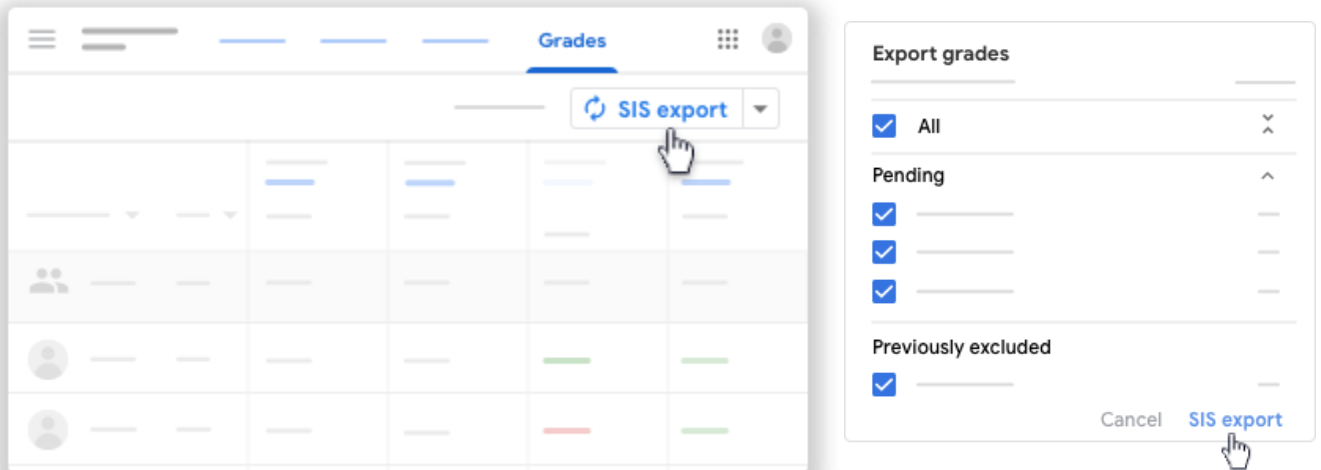 Grades
SIS export
Export grades
All
Pending
Previously excluded
Cancel SIS export